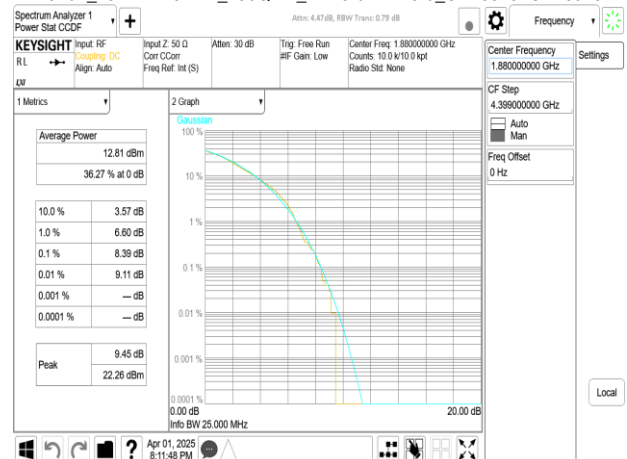 Spectrum Analyzer 1
Power Stat CCDF
Attn: 4.47 dB, RBW Trans: 0.79 dB
Frequency
KEYSIGHT
RL
LXI
Input: RF
Coupling: DC
Align: Auto
Input Z: 50 Ω
Corr CCorr
Freq Ref: Int (S)
Atten: 30 dB
Trig: Free Run
#IF Gain: Low
Center Freq: 1.880000000 GHz
Counts: 10.0 k/10.0 kpt
Radio Std: None
Center Frequency
1.880000000 GHz
Settings
CF Step
4.399000000 GHz
Auto
Man
Freq Offset
0 Hz
1 Metrics
Average Power
12.81 dBm
36.27 % at 0 dB
10.0 % 3.57 dB
1.0 % 6.60 dB
0.1 % 8.39 dB
0.01 % 9.11 dB
0.001 % --- dB
0.0001 % --- dB
Peak
9.45 dB
22.26 dBm
2 Graph
Gaussian
100 %
10 %
1 %
0.1 %
0.01 %
0.001 %
0.0001 %
0.00 dB
20.00 dB
Info BW 25.000 MHz
Local
?
Apr 01, 2025
8:11:48 PM